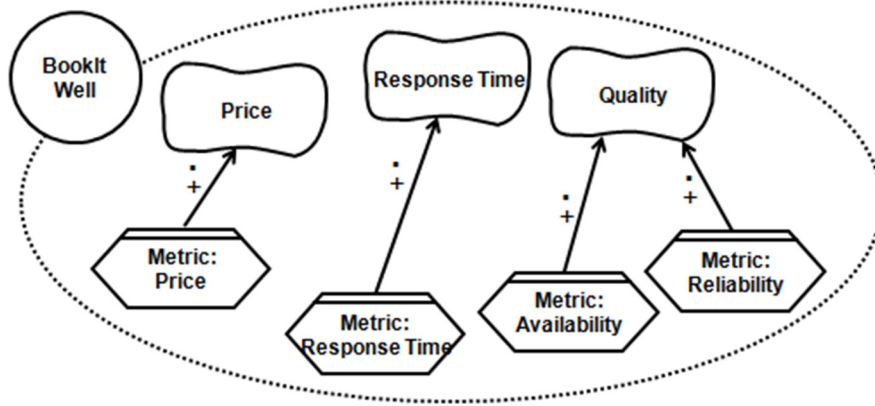 BookIt
Well
Price
Response Time
Quality
.
+
.
+
.
+
.
+
Metric:
Price
Metric:
Response Time
Metric:
Availability
Metric:
Reliability